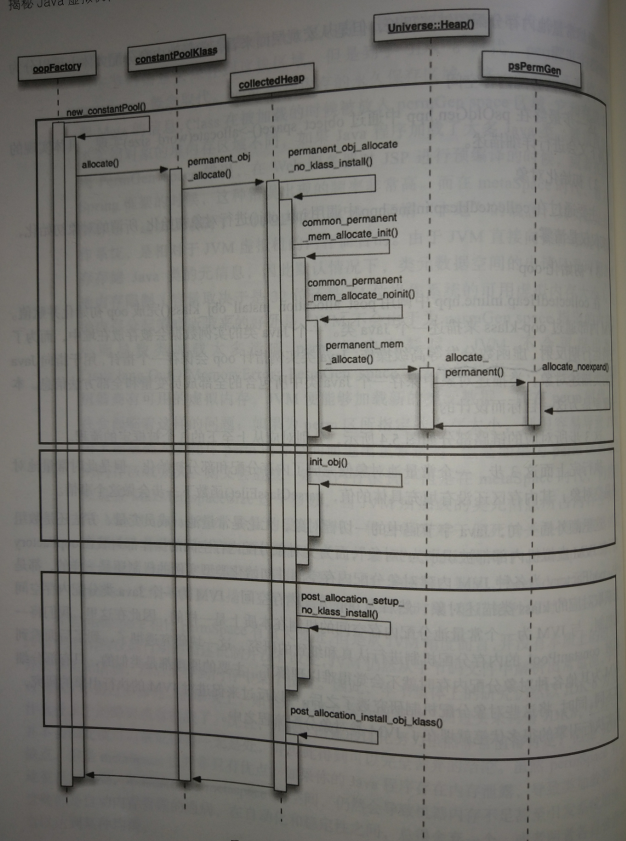 揭秘 Java 虚拟
oopFactory
constantPoolKlass
collectedHeap
Universe::Heap()
psPermGen
new_constantPool()
allocate()
permanent_obj
_allocate()
permanent_obj_allocate
_no_klass_install()
common_permanent
_mem_allocate_init()
common_permanent
_mem_allocate_noinit()
permanent_mem
_allocate()
allocate_
permanent()
allocate_noexpand()
init_obj()
post_allocation_setup_
no_klass_install()
post_allocation_install_obj_klass()